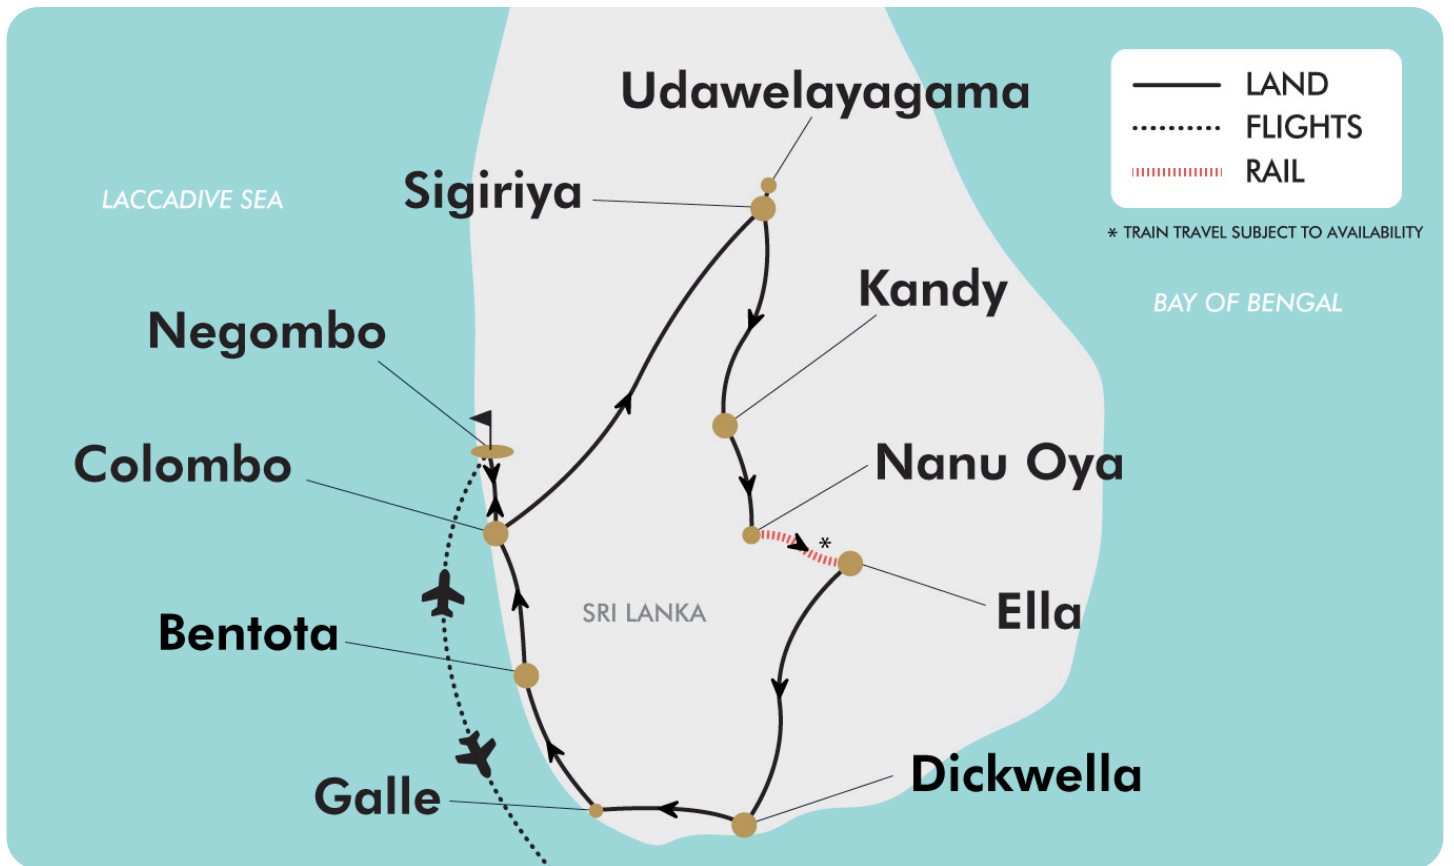 Udawelayagama
LAND
FLIGHTS
RAIL
* TRAIN TRAVEL SUBJECT TO AVAILABILITY
LACCADIVE SEA
Sigiriya
Kandy
BAY OF BENGAL
Negombo
Colombo
Nanu Oya
*
SRI LANKA
Ella
Bentota
Dickwella
Galle